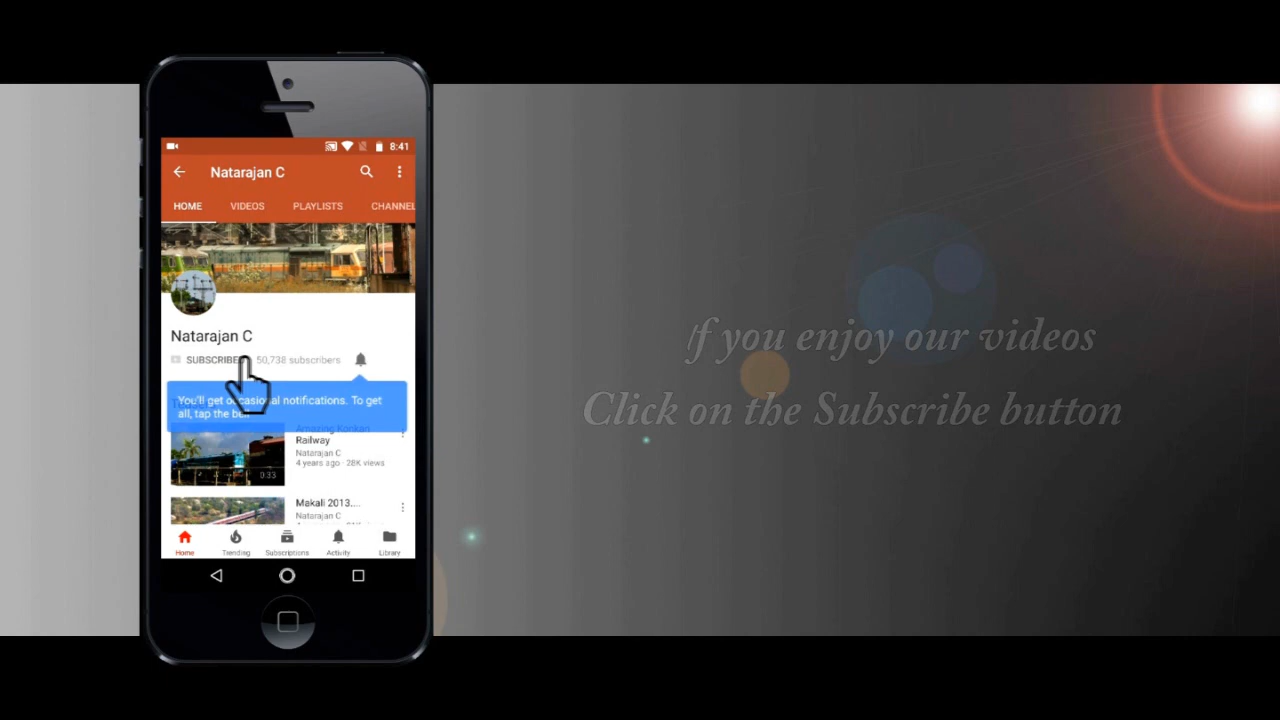 8:41
Natarajan C
HOME VIDEOS PLAYLISTS CHANNEL
Natarajan C
SUBSCRIBED 50,738 subscribers
You'll get occasional notifications. To get
all, tap the bell
Amazing Konkan
Railway
Natarajan C
4 years ago · 28K views
0:33
Makali 2013....
Natarajan C
Home Trending Subscriptions Activity Library
If you enjoy our videos
Click on the Subscribe button